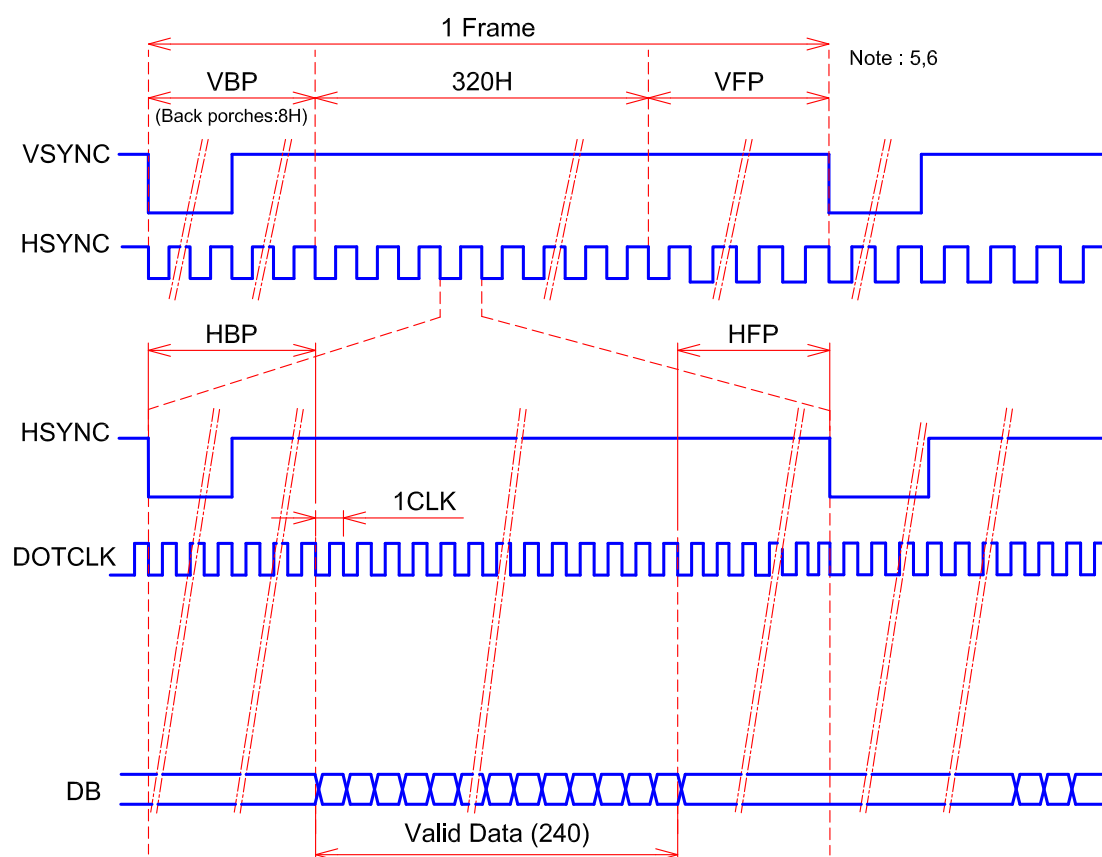 1 Frame
Note : 5,6
VBP
320H
VFP
(Back porches:8H)
VSYNC
HSYNC
HBP
HFP
HSYNC
1CLK
DOTCLK
DB
Valid Data (240)